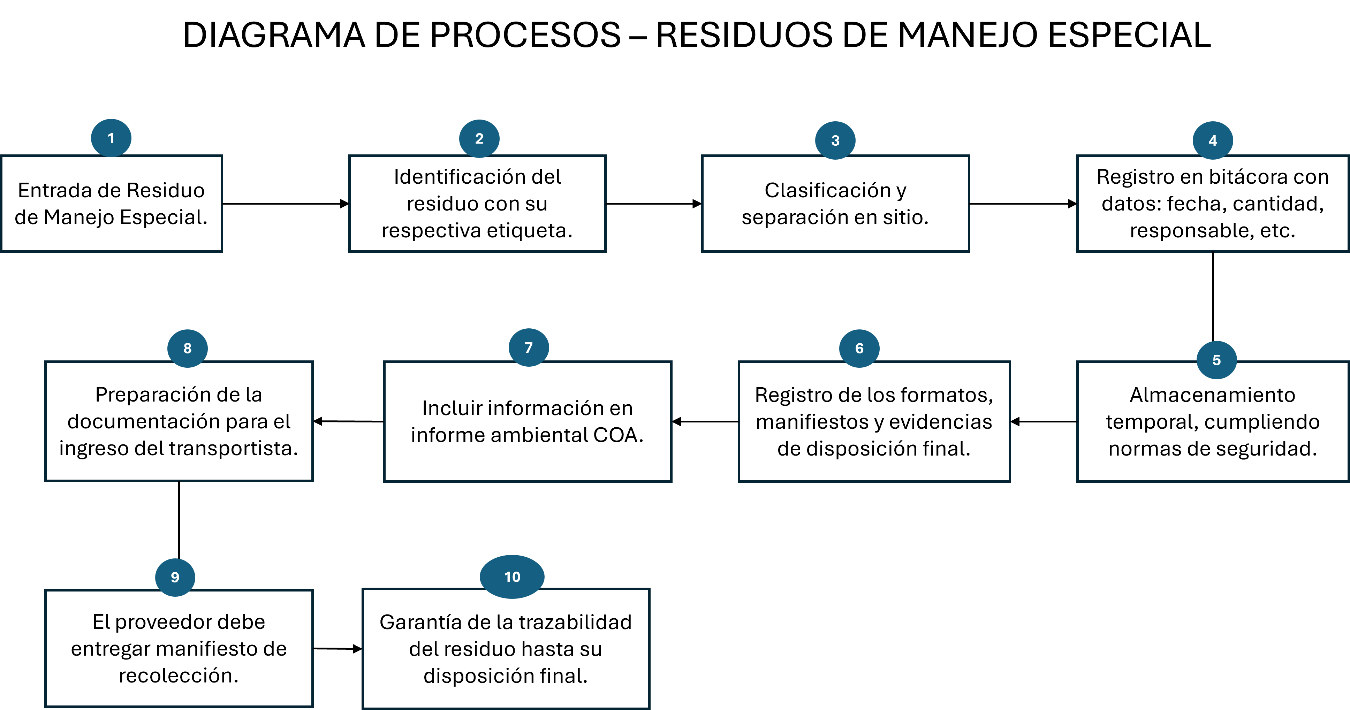 DIAGRAMA DE PROCESOS – RESIDUOS DE MANEJO ESPECIAL
1
Entrada de Residuo
de Manejo Especial.
2
Identificación del
residuo con su
respectiva etiqueta.
3
Clasificación y
separación en sitio.
4
Registro en bitácora con
datos: fecha, cantidad,
responsable, etc.
5
Almacenamiento
temporal, cumpliendo
normas de seguridad.
6
Registro de los formatos,
manifiestos y evidencias
de disposición final.
7
Incluir información en
informe ambiental COA.
8
Preparación de la
documentación para el
ingreso del transportista.
9
El proveedor debe
entregar manifiesto de
recolección.
10
Garantía de la trazabilidad
del residuo hasta su
disposición final.